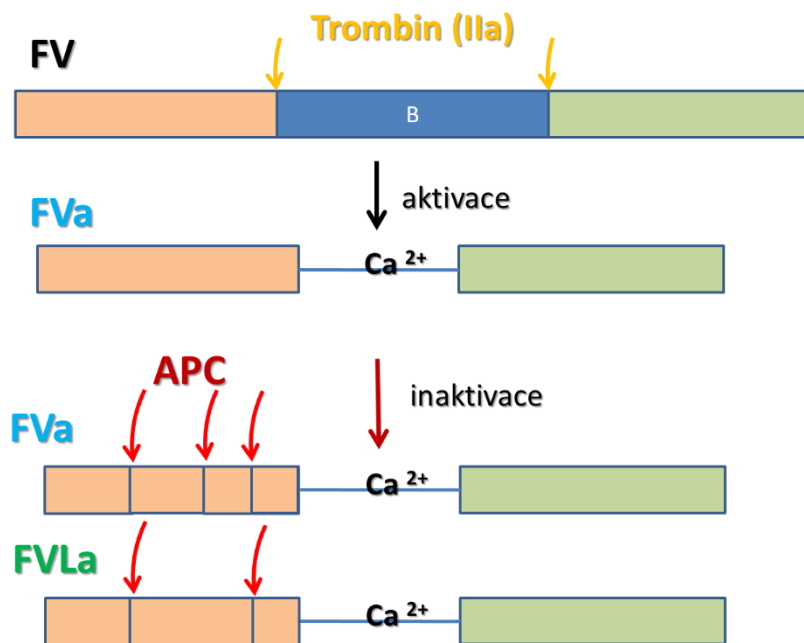 Trombin (IIa)
FV
B
aktivace
FVa
Ca 2+
APC
inaktivace
FVa
Ca 2+
FVLa
Ca 2+